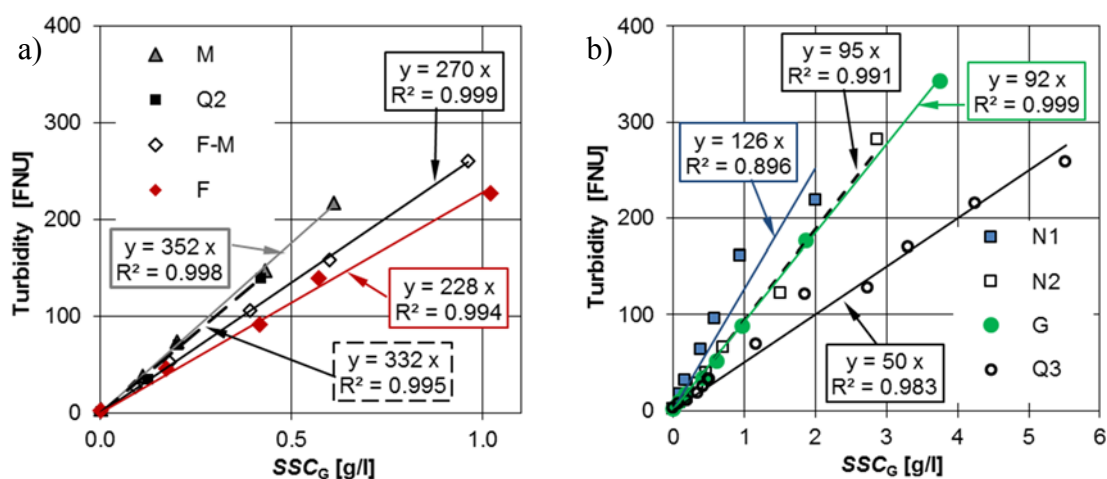 a)
400
300
200
100
0
Turbidity [FNU]
M
Q2
F-M
F
y = 270 x
R² = 0.999
y = 352 x
R² = 0.998
y = 228 x
R² = 0.994
y = 332 x
R² = 0.995
0.0
0.5
1.0
SSC_G [g/l]
b)
400
300
200
100
0
Turbidity [FNU]
y = 95 x
R² = 0.991
y = 92 x
R² = 0.999
y = 126 x
R² = 0.896
y = 50 x
R² = 0.983
N1
N2
G
Q3
0
1
2
3
4
5
6
SSC_G [g/l]